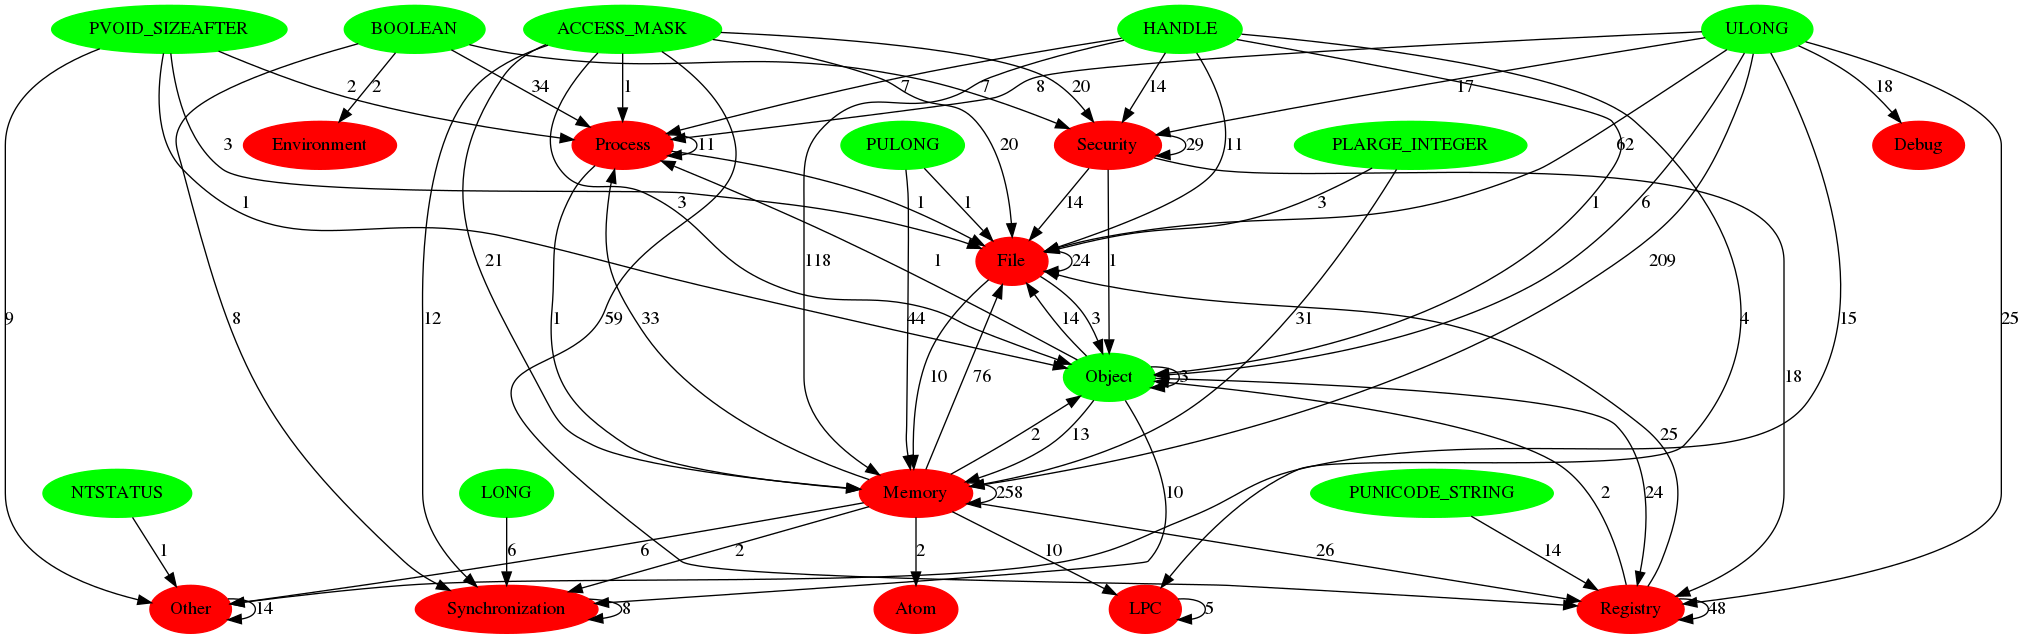 PVOID_SIZEAFTER BOOLEAN ACCESS_MASK HANDLE ULONG
2 2 34 1 7 7 20 14 8 17 18
Environment Process 11 PULONG Security 29 PLARGE_INTEGER Debug
3 20 11 62
1 3 1 1 14 3 1 6
21 1 File 24 1 209
9 8 12 59 1 33 44 14 3 31 4 15 25
118
10 76 Object 3 18
2 13 25
NTSTATUS LONG Memory 258 10 PUNICODE_STRING 2 24
1 6 6 2 2 10 26 14
Other 14 Synchronization 8 Atom LPC 5 Registry 48